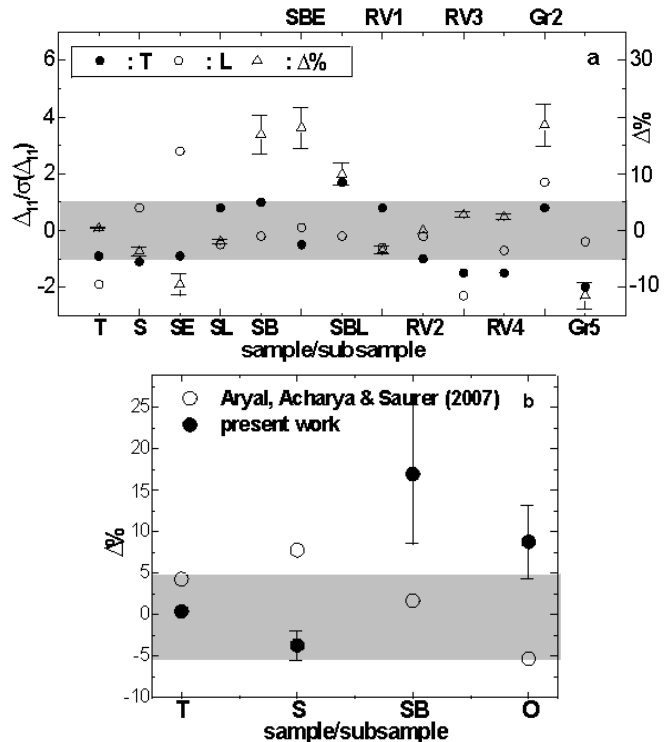 SBE RV1 RV3 Gr2
6 30
● : T ○ : L △ : Δ% a
4 20
2 10
0 0
-2 -10
Δ₁₁/σ(Δ₁₁)
Δ%
T S SE SL SB SBL RV2 RV4 Gr5
sample/subsample
○ Aryal, Acharya & Saurer (2007) b
● present work
25
20
15
10
5
0
-5
-10
Δ%
T S SB O
sample/subsample